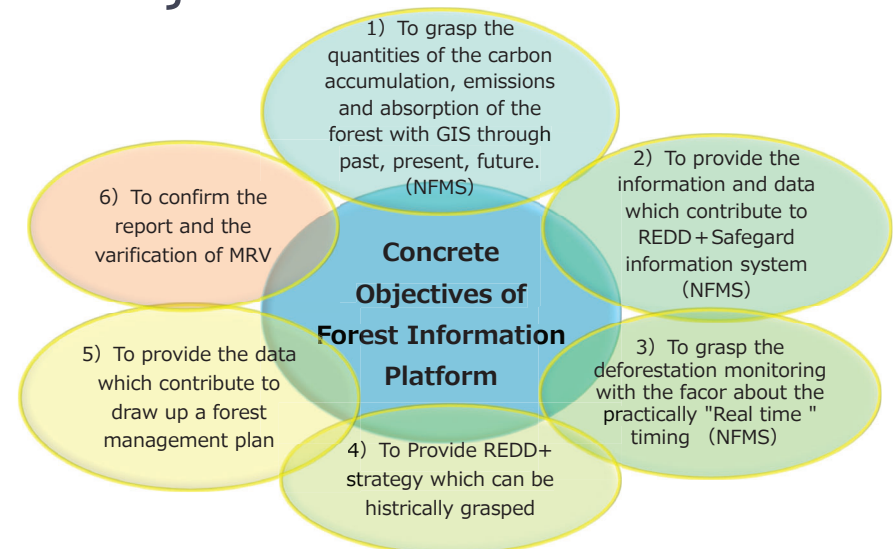 1）To grasp the
quantities of the carbon
accumulation, emissions
and absorption of the
forest with GIS through
past, present, future.
（NFMS）
2）To provide the
information and data
which contribute to
REDD＋Safegard
information system
（NFMS）
3）To grasp the
deforestation monitoring
with the facor about the
practically "Real time "
timing （NFMS）
4）To Provide REDD+
strategy which can be
histrically grasped
5）To provide the data
which contribute to
draw up a forest
management plan
6）To confirm the
report and the
varification of MRV
Concrete
Objectives of
Forest Information
Platform